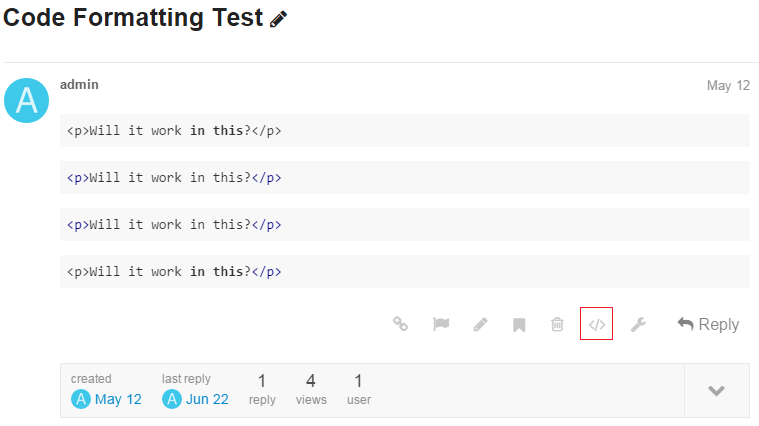 Code Formatting Test
A
admin
May 12
<p>Will it work in this?</p>
<p>Will it work in this?</p>
<p>Will it work in this?</p>
<p>Will it work in this?</p>
</>
Reply
created last reply 1 4 1
A May 12 A Jun 22 reply views user